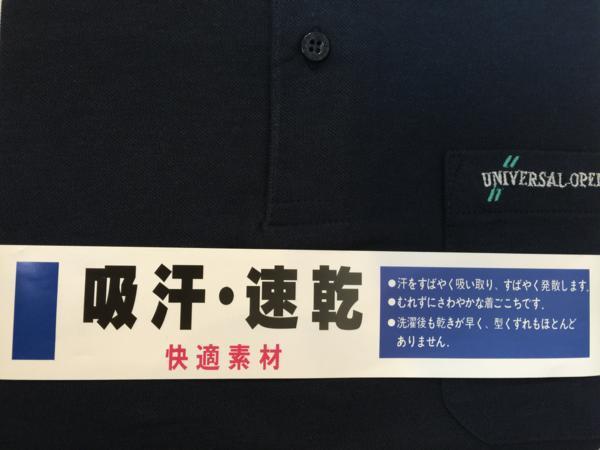 UNIVERSAL-OPE
吸汗・速乾
快適素材
●汗をすばやく吸い取り、すばやく発散します.
●むれずにさわやかな着ごこちです.
●洗濯後も乾きが早く、型くずれもほとんど
ありません.